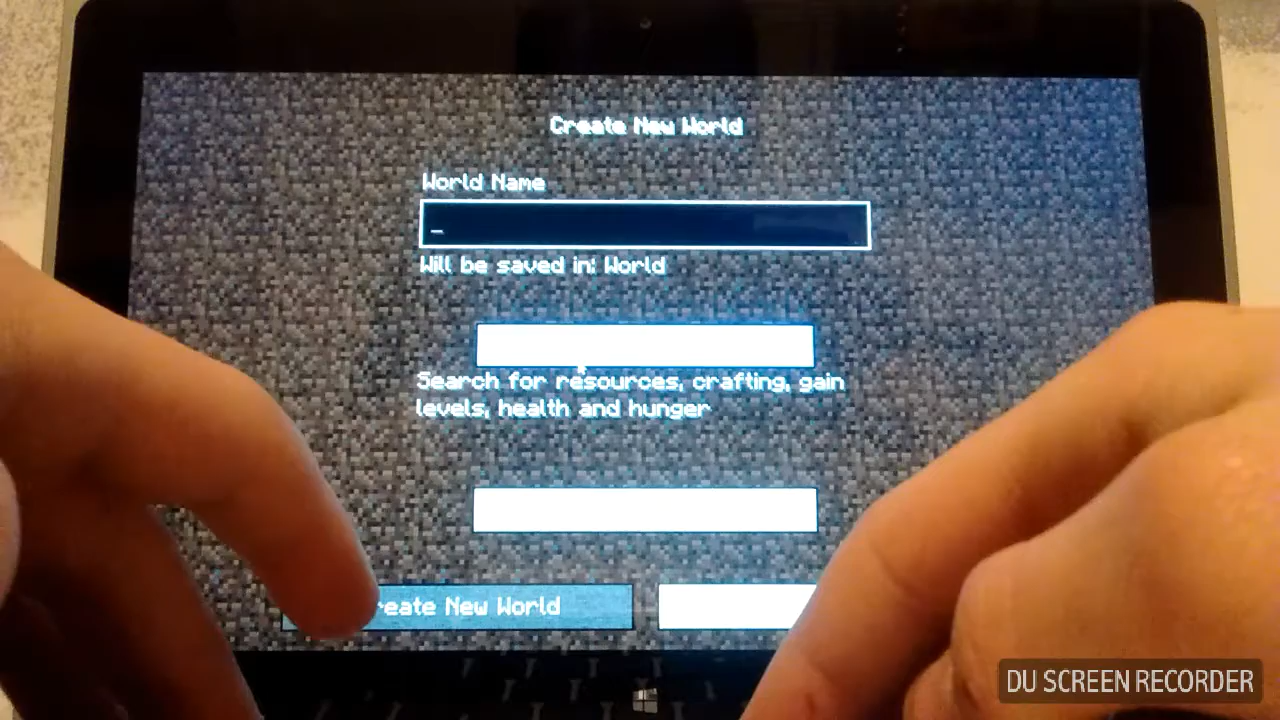 Create New World
World Name
_
Will be saved in: World
Search for resources, crafting, gain
levels, health and hunger
reate New World
DU SCREEN RECORDER